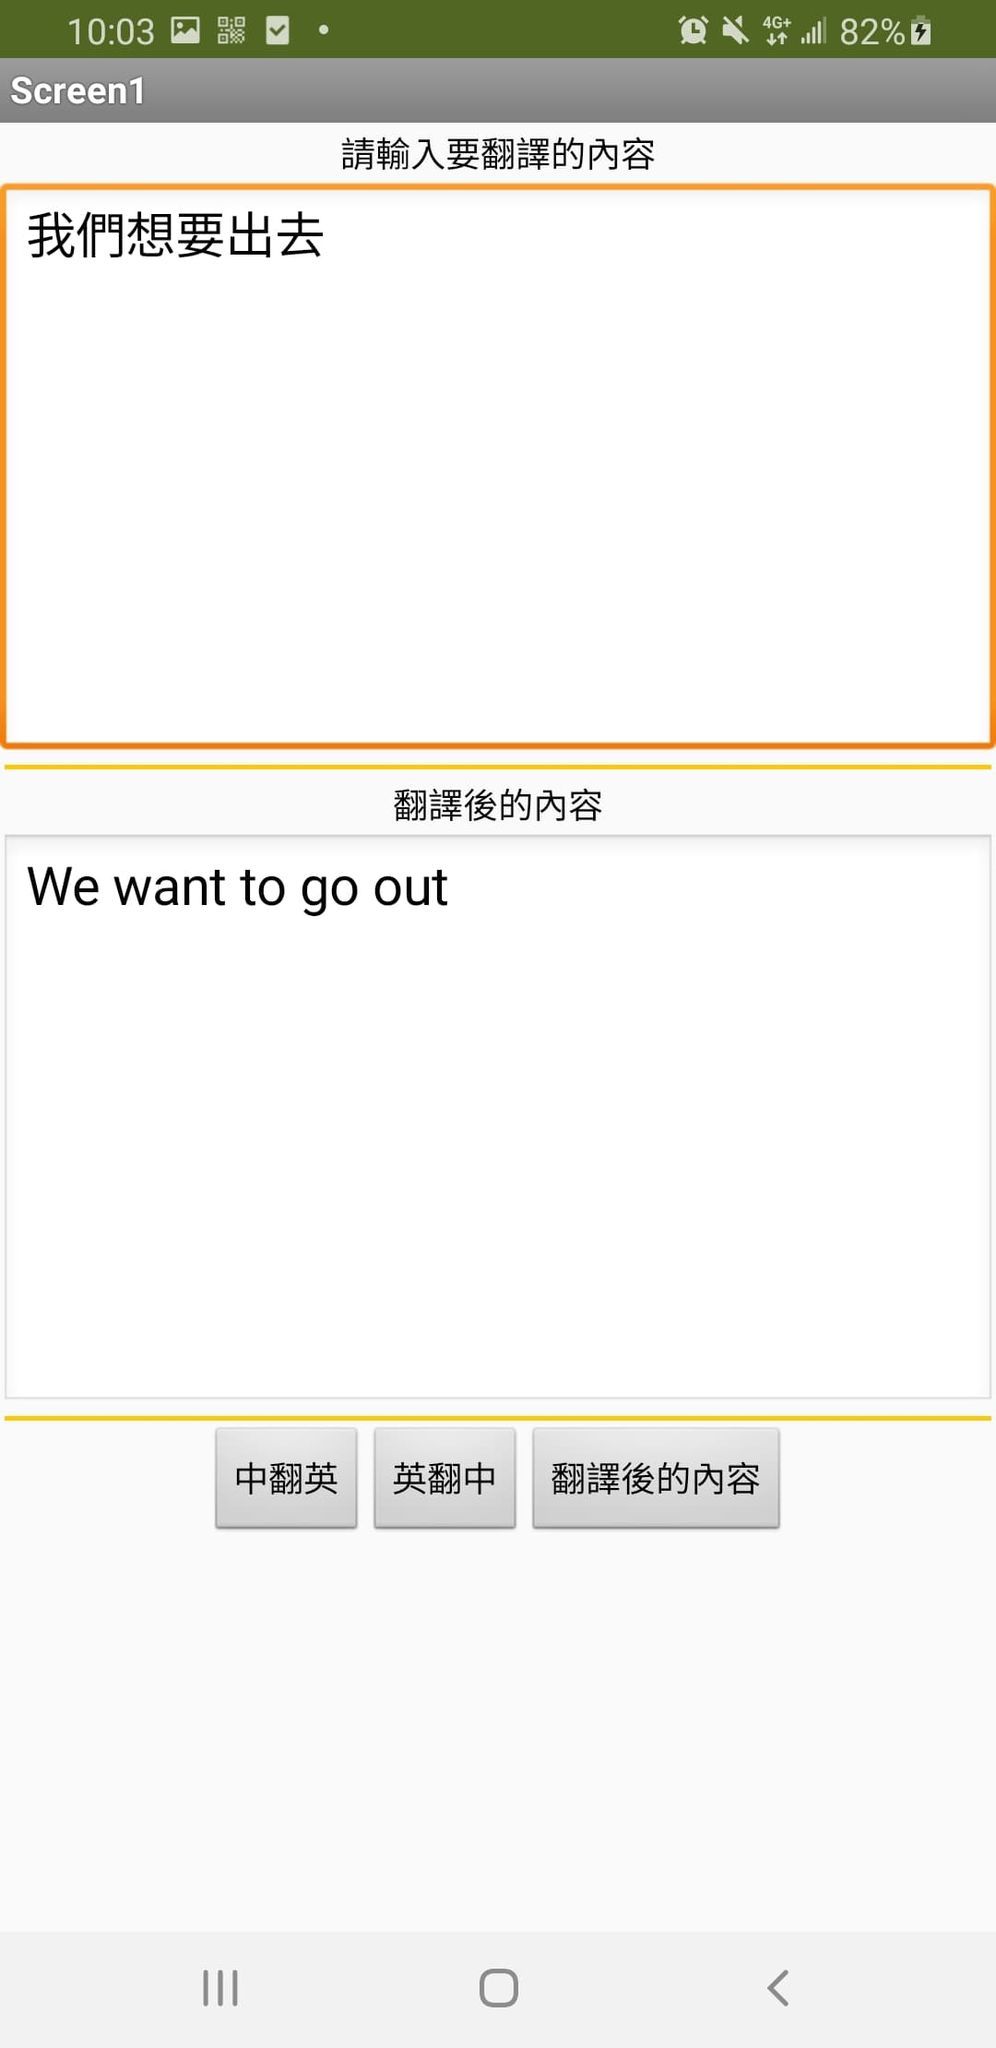 10:03 4G+ 82%
Screen1
請輸入要翻譯的內容
我們想要出去
翻譯後的內容
We want to go out
中翻英 英翻中 翻譯後的內容